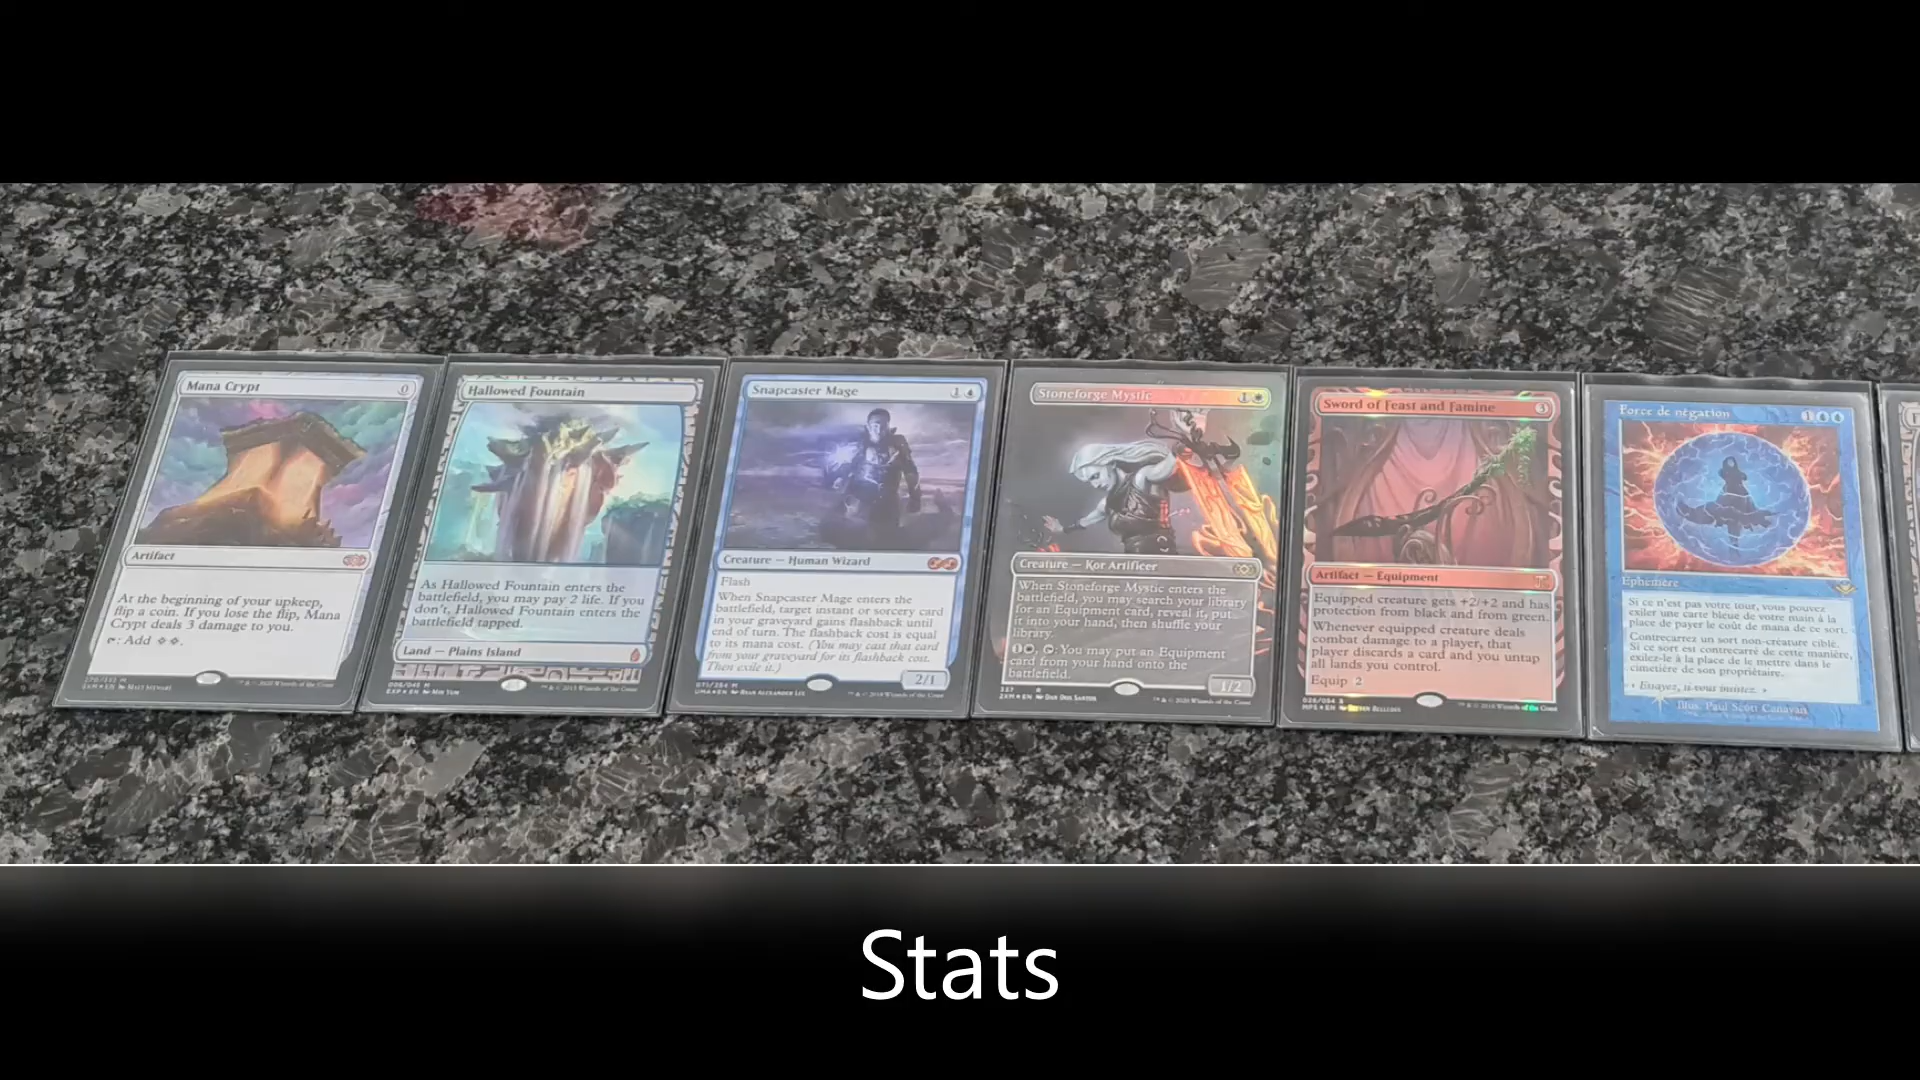 Mana Crypt
0
Artifact
At the beginning of your upkeep,
flip a coin. If you lose the flip, Mana
Crypt deals 3 damage to you.
: Add
Hallowed Fountain
As Hallowed Fountain enters the
battlefield, you may pay 2 life. If you
don't, Hallowed Fountain enters the
battlefield tapped.
Land — Plains Island
Snapcaster Mage
1
Creature — Human Wizard
Flash
When Snapcaster Mage enters the
battlefield, target instant or sorcery card
in your graveyard gains flashback until
end of turn. The flashback cost is equal
to its mana cost. (You may cast that card
from your graveyard for its flashback cost.
Then exile it.)
2/1
Stoneforge Mystic
1
Creature — Kor Artificer
When Stoneforge Mystic enters the
battlefield, you may search your library
for an Equipment card, reveal it, put
it into your hand, then shuffle your
library.
1 , : You may put an Equipment
card from your hand onto the
battlefield.
1/2
Sword of Feast and Famine
3
Artifact — Equipment
Equipped creature gets +2/+2 and has
protection from black and from green.
Whenever equipped creature deals
combat damage to a player, that
player discards a card and you untap
all lands you control.
Equip 2
Force de négation
1
Éphémère
Si ce n'est pas votre tour, vous pouvez
exiler une carte bleue de votre main à la
place de payer le coût de mana de ce sort.
Contrecarrez un sort non-créature ciblé.
Si ce sort est contrecarré de cette manière,
exilez-le à la place de le mettre dans le
cimetière de son propriétaire.
Illus. Paul Scott Canavan
Stats